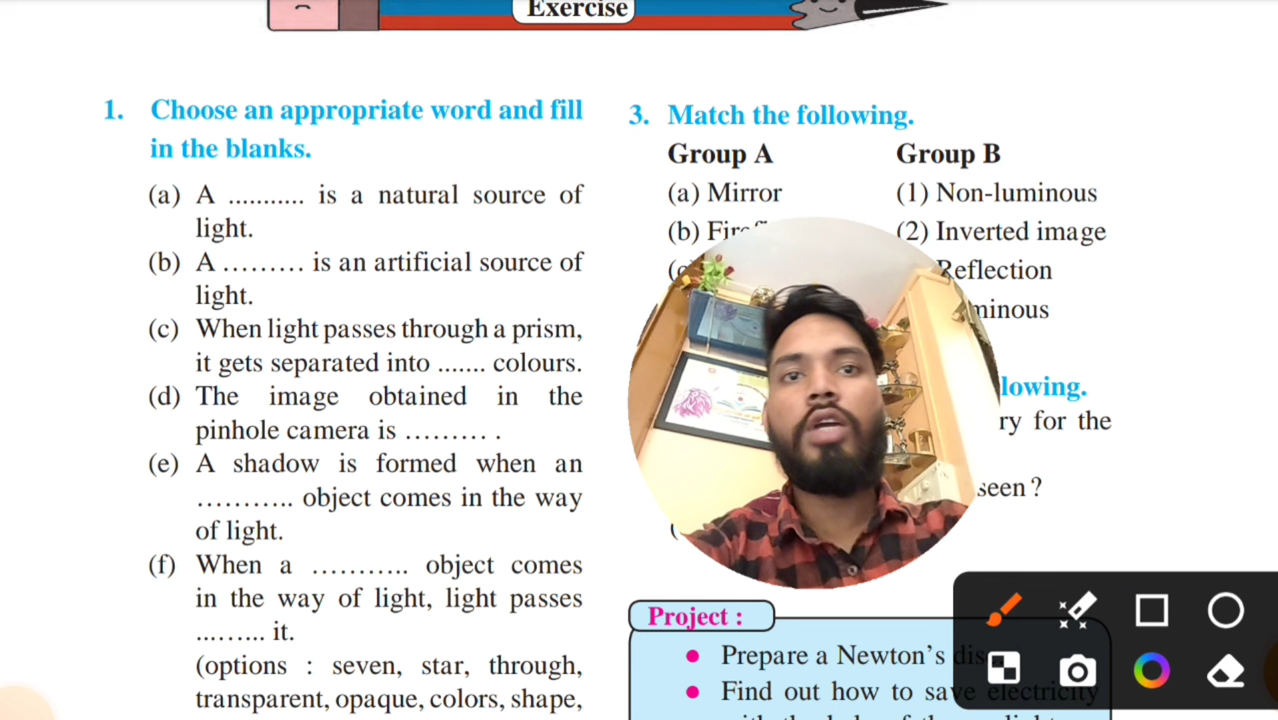 Exercise
1. Choose an appropriate word and fill
in the blanks.
(a) A ........... is a natural source of
light.
(b) A ......... is an artificial source of
light.
(c) When light passes through a prism,
it gets separated into ....... colours.
(d) The image obtained in the
pinhole camera is ......... .
(e) A shadow is formed when an
........... object comes in the way
of light.
(f) When a ........... object comes
in the way of light, light passes
......... it.
(options : seven, star, through,
transparent, opaque, colors, shape,
3. Match the following.
Group A Group B
(a) Mirror (1) Non-luminous
(b) (2) Inverted image
Reflection
ry for the
seen ?
Project :
• Prepare a Newton's disc
• Find out how to save electricity